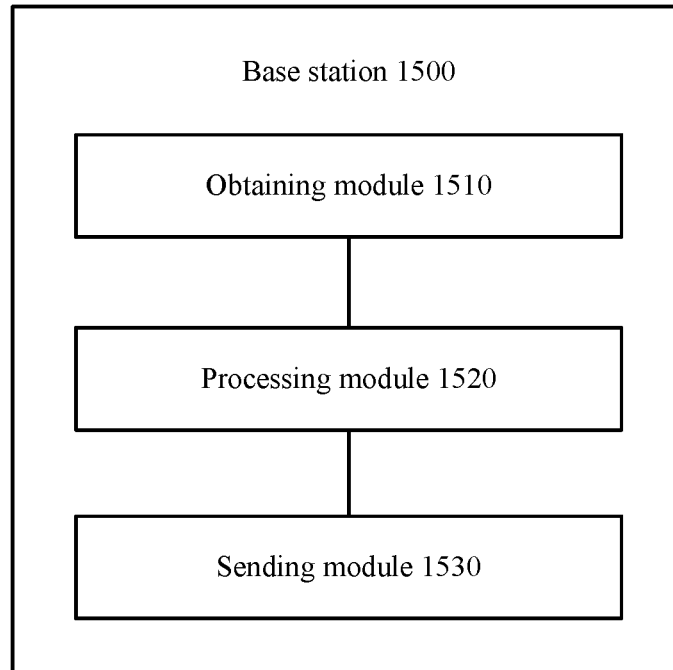 Base station 1500
Obtaining module 1510
Processing module 1520
Sending module 1530